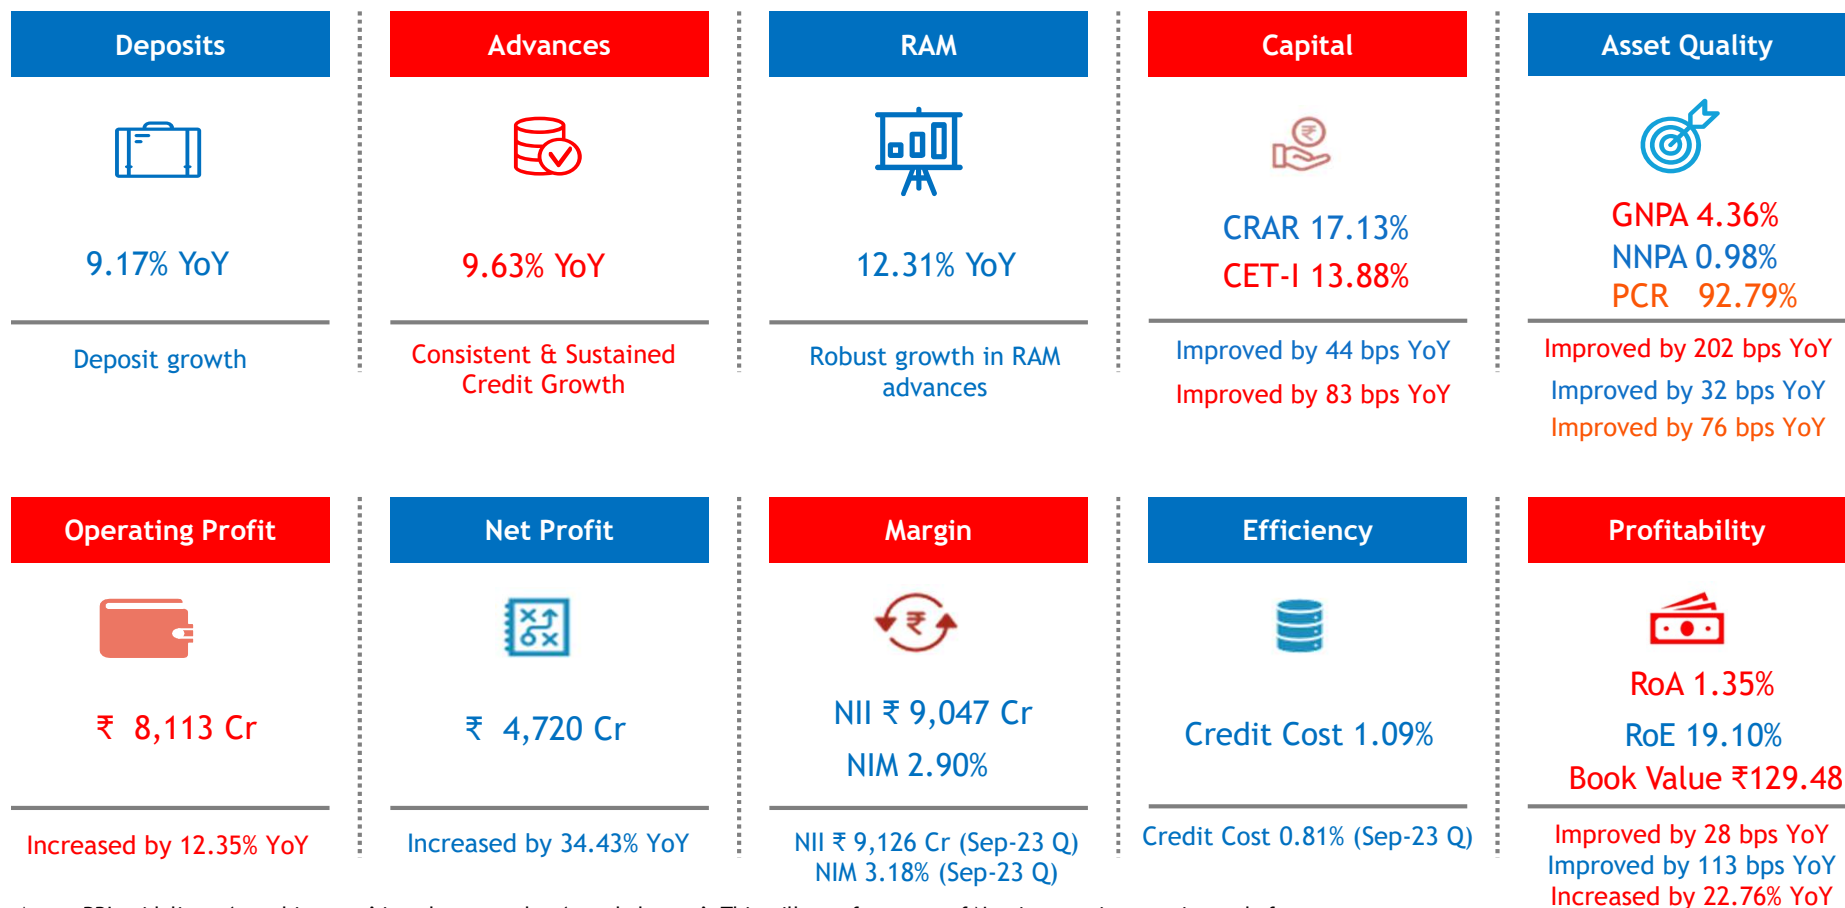 Deposits
9.17% YoY
Deposit growth
Advances
9.63% YoY
Consistent & Sustained
Credit Growth
RAM
12.31% YoY
Robust growth in RAM
advances
Capital
CRAR 17.13%
CET-I 13.88%
Improved by 44 bps YoY
Improved by 83 bps YoY
Asset Quality
GNPA 4.36%
NNPA 0.98%
PCR 92.79%
Improved by 202 bps YoY
Improved by 32 bps YoY
Improved by 76 bps YoY
Operating Profit
₹ 8,113 Cr
Increased by 12.35% YoY
Net Profit
₹ 4,720 Cr
Increased by 34.43% YoY
Margin
NII ₹ 9,047 Cr
NIM 2.90%
NII ₹ 9,126 Cr (Sep-23 Q)
NIM 3.18% (Sep-23 Q)
Efficiency
Credit Cost 1.09%
Credit Cost 0.81% (Sep-23 Q)
Profitability
RoA 1.35%
RoE 19.10%
Book Value ₹129.48
Improved by 28 bps YoY
Improved by 113 bps YoY
Increased by 22.76% YoY